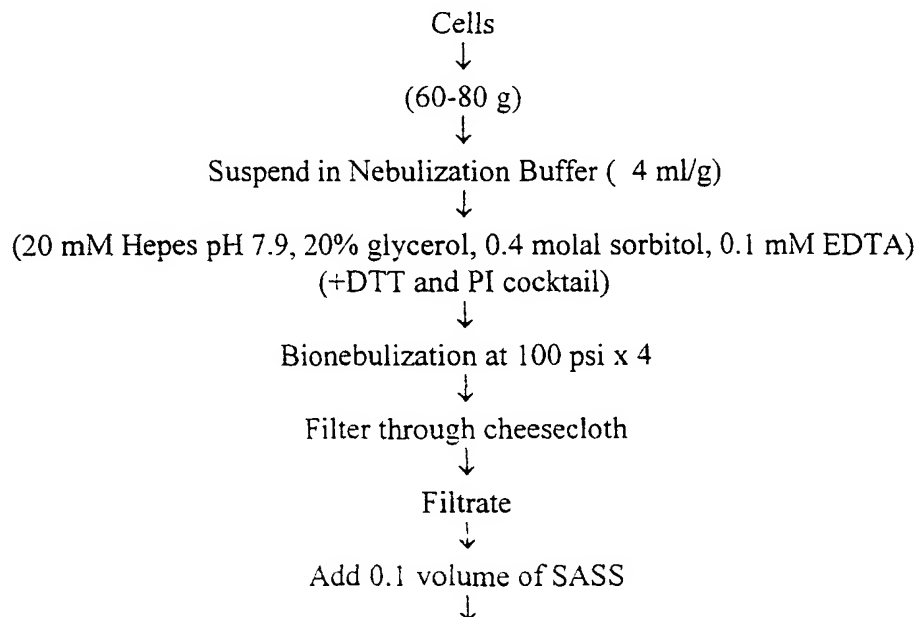 Cells
↓
(60-80 g)
↓
Suspend in Nebulization Buffer ( 4 ml/g)
↓
(20 mM Hepes pH 7.9, 20% glycerol, 0.4 molal sorbitol, 0.1 mM EDTA)
(+DTT and PI cocktail)
↓
Bionebulization at 100 psi x 4
↓
Filter through cheesecloth
↓
Filtrate
↓
Add 0.1 volume of SASS
↓